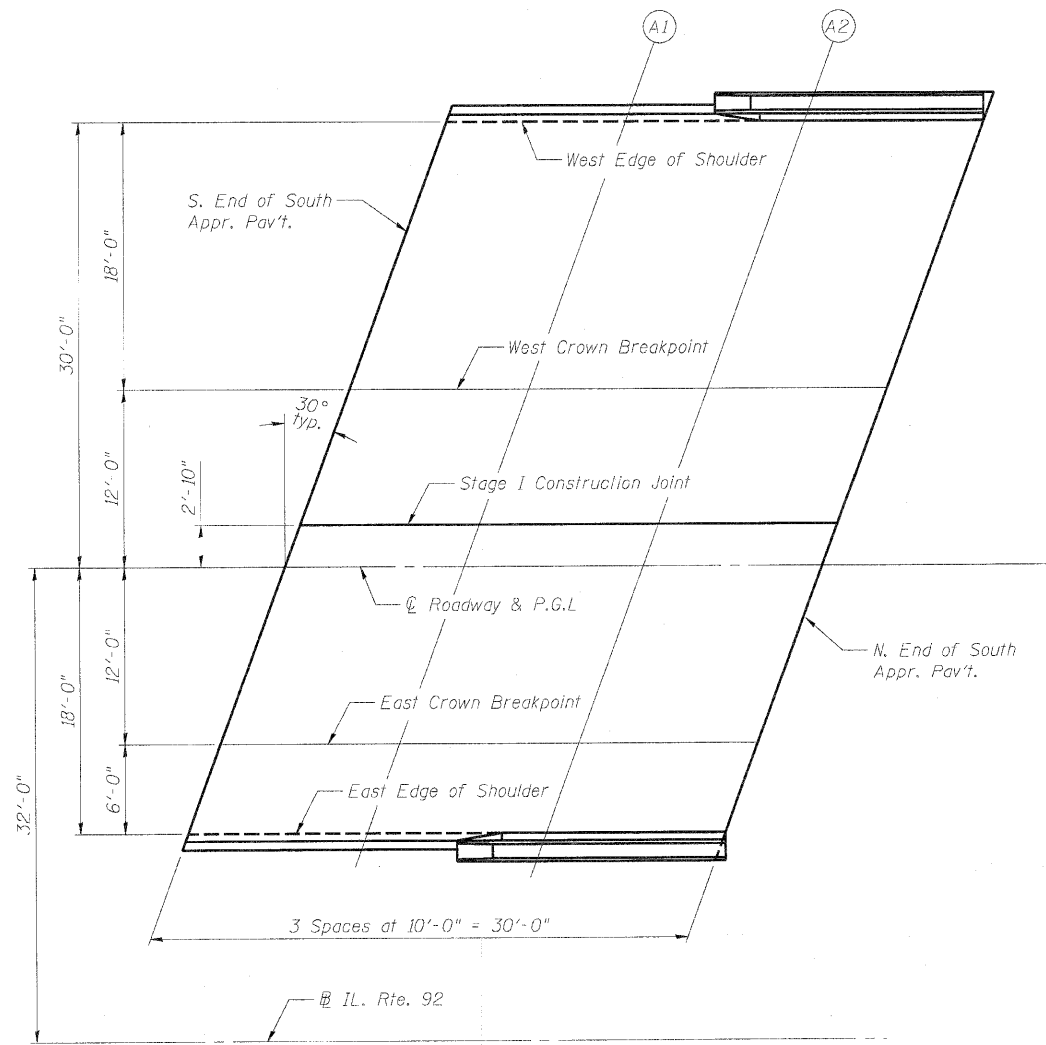 A1
A2
West Edge of Shoulder
S. End of South
Appr. Pav't.
18'-0"
30'-0"
West Crown Breakpoint
30°
typ.
12'-0"
2'-10"
Stage I Construction Joint
℄ Roadway & P.G.L
12'-0"
18'-0"
N. End of South
Appr. Pav't.
East Crown Breakpoint
6'-0"
East Edge of Shoulder
32'-0"
3 Spaces at 10'-0" = 30'-0"
BL IL. Rte. 92